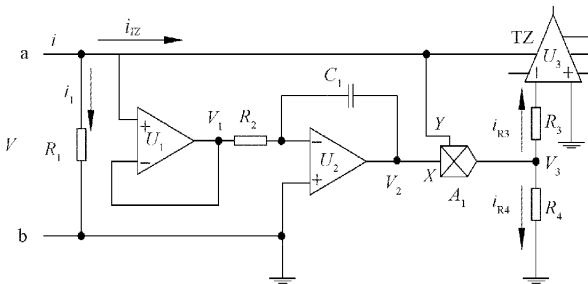 a i i_TZ TZ U_3
i_1 C_1
V R_1 U_1 V_1 R_2 U_2 V_2 Y X A_1
i_R3 R_3 V_3
i_R4 R_4
b
+ − − + − +